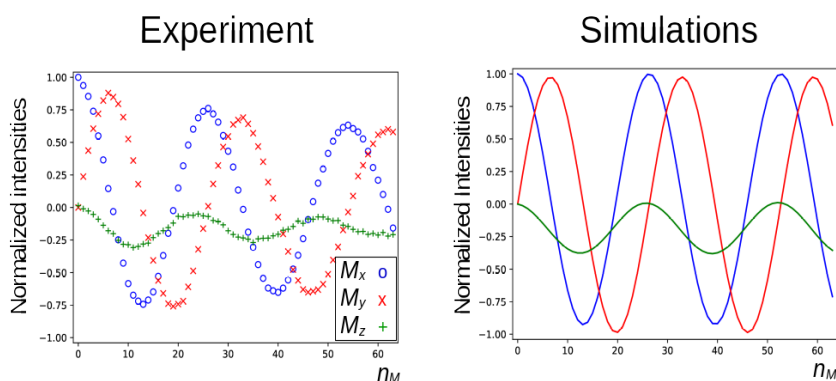 Experiment
Normalized intensities
1.00
0.75
0.50
0.25
0.00
−0.25
−0.50
−0.75
−1.00
0 10 20 30 40 50 60
n_M
M_x o
M_y x
M_z +
Simulations
Normalized intensities
1.00
0.75
0.50
0.25
0.00
−0.25
−0.50
−0.75
−1.00
0 10 20 30 40 50 60
n_M